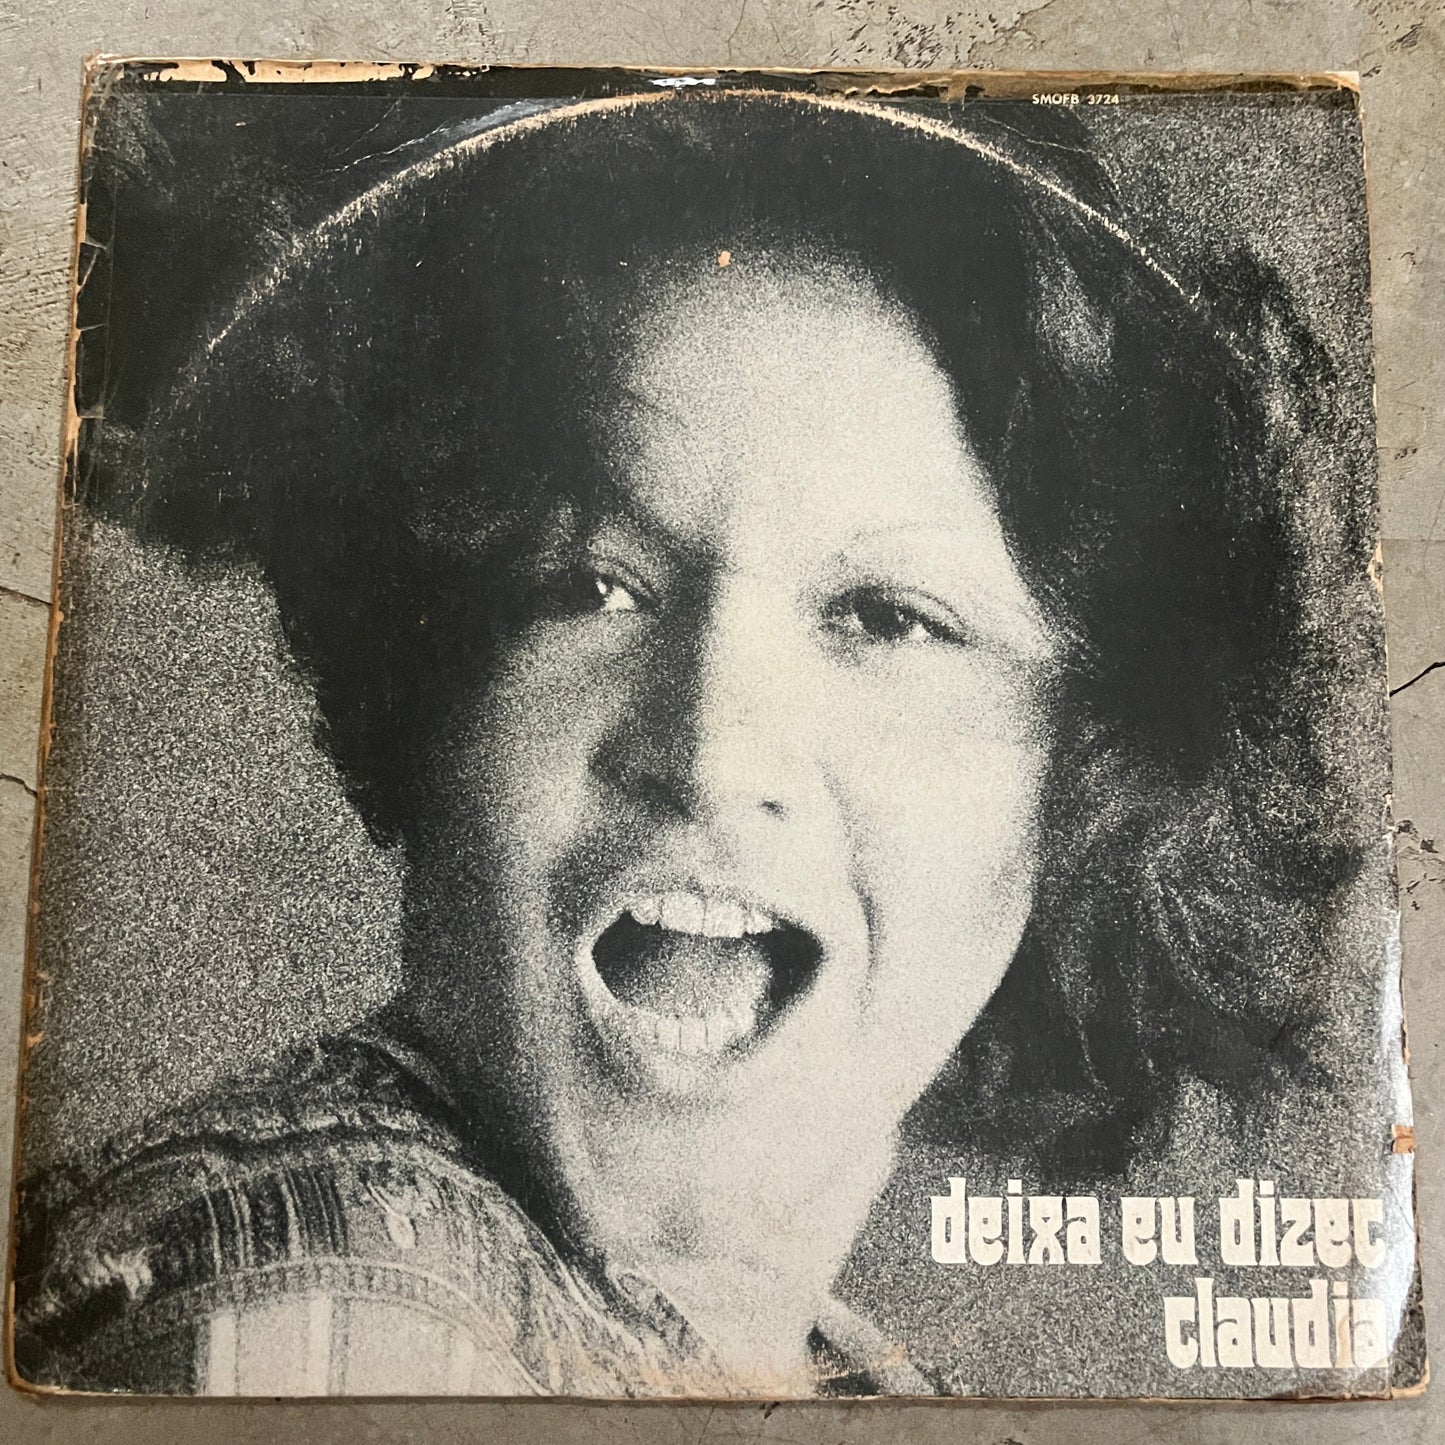 SMOFB 3724
deixa eu dizer
claudia